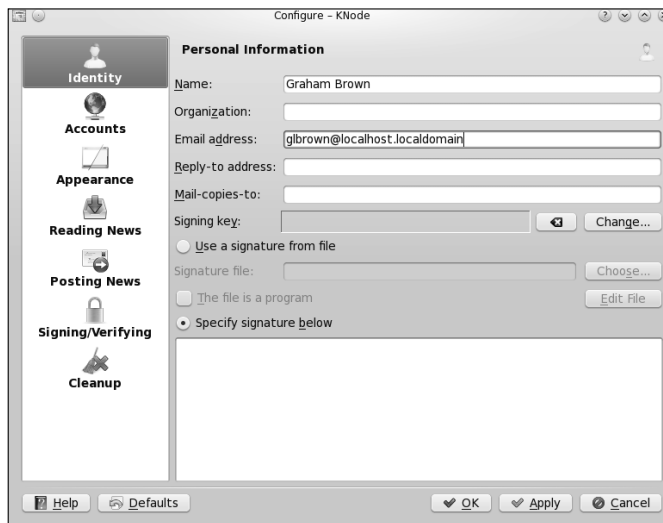 Configure – KNode
Identity
Accounts
Appearance
Reading News
Posting News
Signing/Verifying
Cleanup
Personal Information
Name: Graham Brown
Organization:
Email address: glbrown@localhost.localdomain
Reply-to address:
Mail-copies-to:
Signing key: Change...
Use a signature from file
Signature file: Choose...
The file is a program Edit File
Specify signature below
Help Defaults OK Apply Cancel